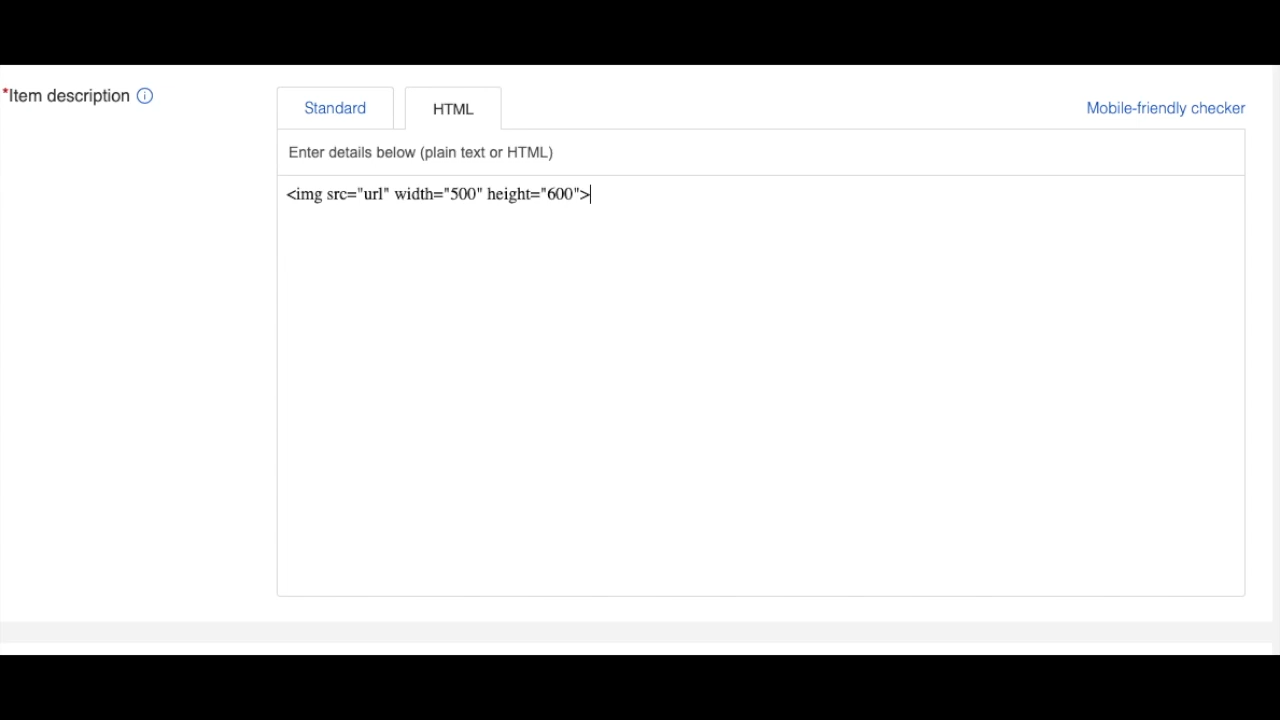 *Item description
Standard
HTML
Mobile-friendly checker
Enter details below (plain text or HTML)
<img src="url" width="500" height="600">